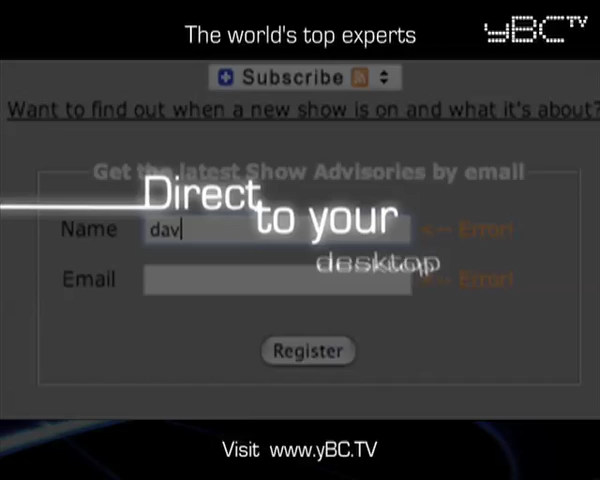 The world's top experts
yBC TV
Subscribe
Want to find out when a new show is on and what it's about?
Get the latest Show Advisories by email
Direct
to your
desktop
Name dav <-- Error!
Email <-- Error!
Register
Visit www.yBC.TV